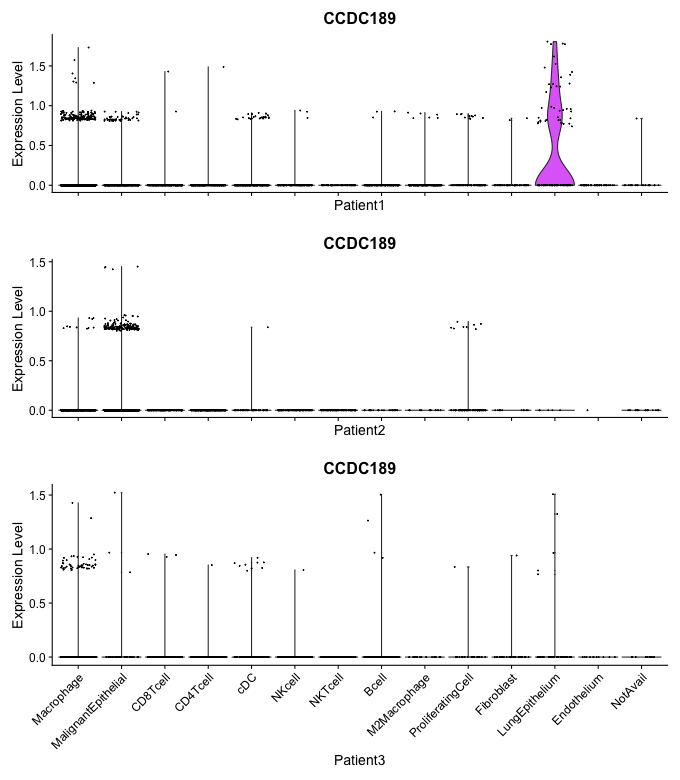 CCDC189
Expression Level
1.5
1.0
0.5
0.0
Patient1
CCDC189
Expression Level
1.5
1.0
0.5
0.0
Patient2
CCDC189
Expression Level
1.5
1.0
0.5
0.0
Macrophage
MalignantEpithelial
CD8Tcell
CD4Tcell
cDC
NKcell
NKTcell
Bcell
M2Macrophage
ProliferatingCell
Fibroblast
LungEpithelium
Endothelium
NotAvail
Patient3